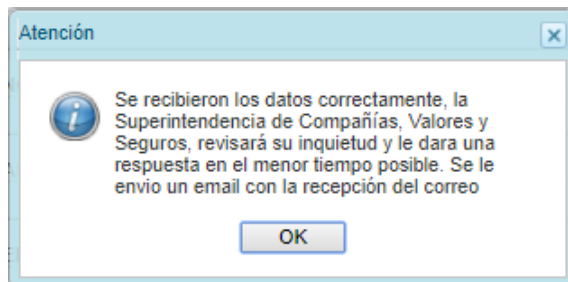 Atención
Se recibieron los datos correctamente, la
Superintendencia de Compañías, Valores y
Seguros, revisará su inquietud y le dara una
respuesta en el menor tiempo posible. Se le
envio un email con la recepción del correo
OK